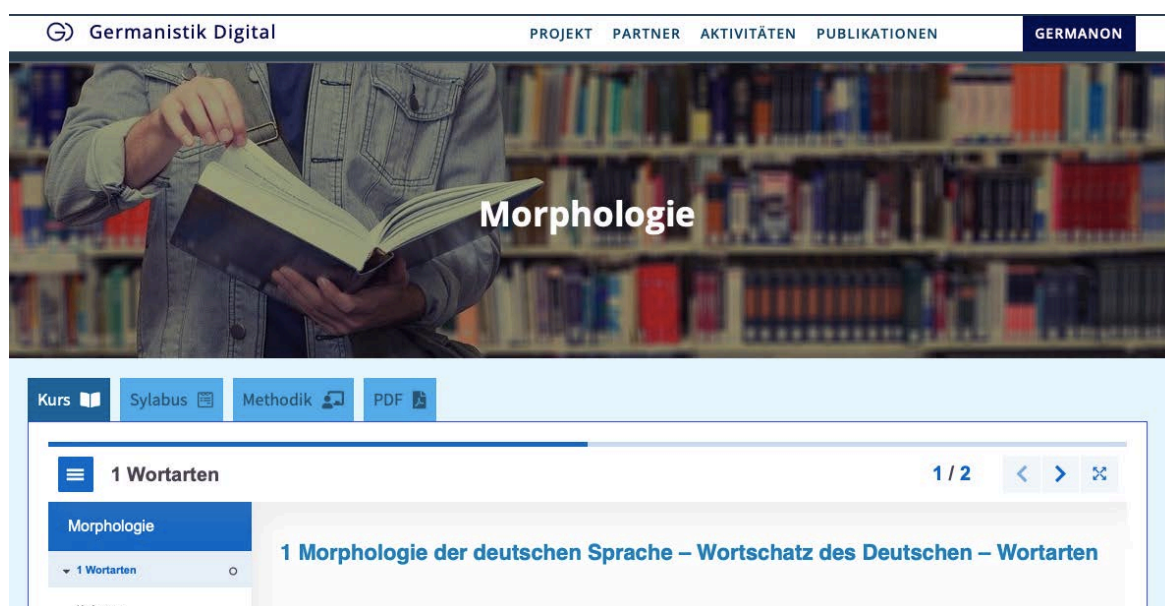 Germanistik Digital
PROJEKT PARTNER AKTIVITÄTEN PUBLIKATIONEN GERMANON
Morphologie
Kurs Sylabus Methodik PDF
1 Wortarten 1 / 2
Morphologie
1 Morphologie der deutschen Sprache – Wortschatz des Deutschen – Wortarten
1 Wortarten